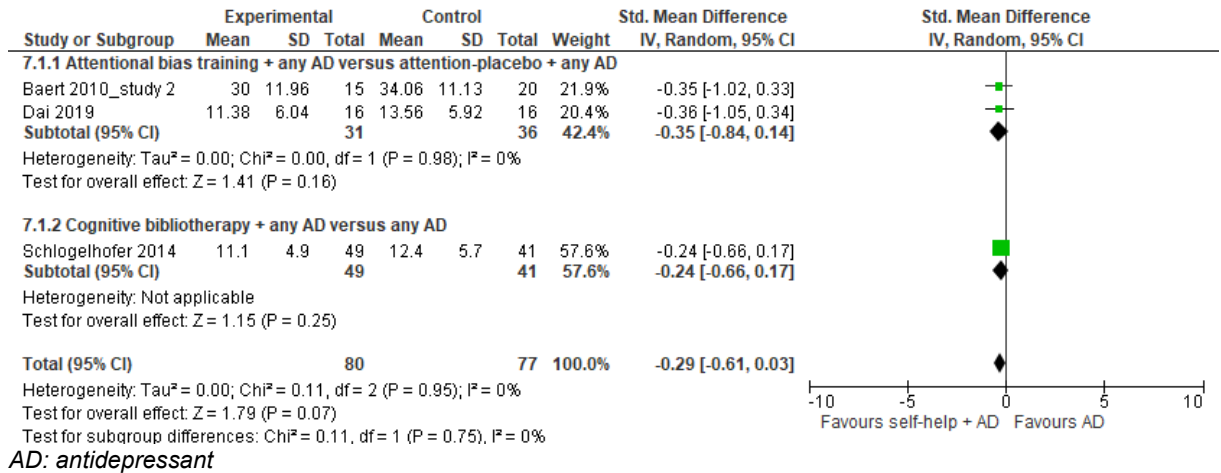 Experimental Control Std. Mean Difference Std. Mean Difference
Study or Subgroup Mean SD Total Mean SD Total Weight IV, Random, 95% CI IV, Random, 95% CI
7.1.1 Attentional bias training + any AD versus attention-placebo + any AD
Baert 2010_study 2 30 11.96 15 34.06 11.13 20 21.9% -0.35 [-1.02, 0.33]
Dai 2019 11.38 6.04 16 13.56 5.92 16 20.4% -0.36 [-1.05, 0.34]
Subtotal (95% CI) 31 36 42.4% -0.35 [-0.84, 0.14]
Heterogeneity: Tau² = 0.00; Chi² = 0.00, df = 1 (P = 0.98); I² = 0%
Test for overall effect: Z = 1.41 (P = 0.16)
7.1.2 Cognitive bibliotherapy + any AD versus any AD
Schlogelhofer 2014 11.1 4.9 49 12.4 5.7 41 57.6% -0.24 [-0.66, 0.17]
Subtotal (95% CI) 49 41 57.6% -0.24 [-0.66, 0.17]
Heterogeneity: Not applicable
Test for overall effect: Z = 1.15 (P = 0.25)
Total (95% CI) 80 77 100.0% -0.29 [-0.61, 0.03]
Heterogeneity: Tau² = 0.00; Chi² = 0.11, df = 2 (P = 0.95); I² = 0%
Test for overall effect: Z = 1.79 (P = 0.07)
Test for subgroup differences: Chi² = 0.11, df = 1 (P = 0.75), I² = 0%
-10 -5 0 5 10
Favours self-help + AD Favours AD
AD: antidepressant